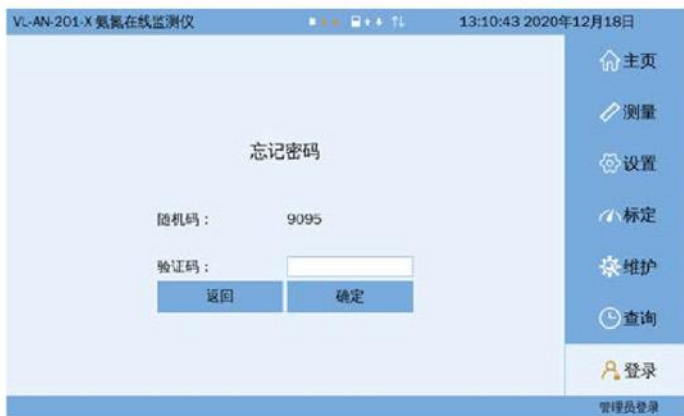 VL-AN-201-X 氨氮在线监测仪
13:10:43 2020年12月18日
主页
测量
忘记密码
设置
随机码： 9095
标定
验证码：
维护
返回 确定
查询
登录
管理员登录